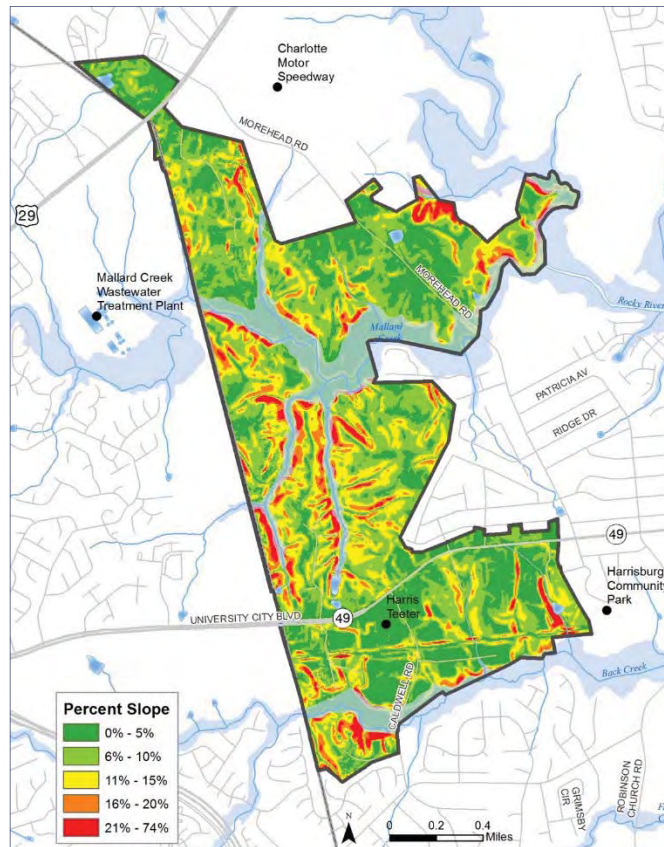 Charlotte
Motor
Speedway
MOREHEAD RD
29
Mallard Creek
Wastewater
Treatment Plant
MOREHEAD RD
Rocky River
Mallard
Creek
PATRICIA AV
RIDGE DR
49
Harrisburg
Community
Park
Harris
Teeter
UNIVERSITY CITY BLVD
49
Back Creek
CALDWELL RD
Percent Slope
0% - 5%
6% - 10%
11% - 15%
16% - 20%
21% - 74%
GRIMSBY
CIR
ROBINSON
CHURCH RD
N
0 0.2 0.4
Miles